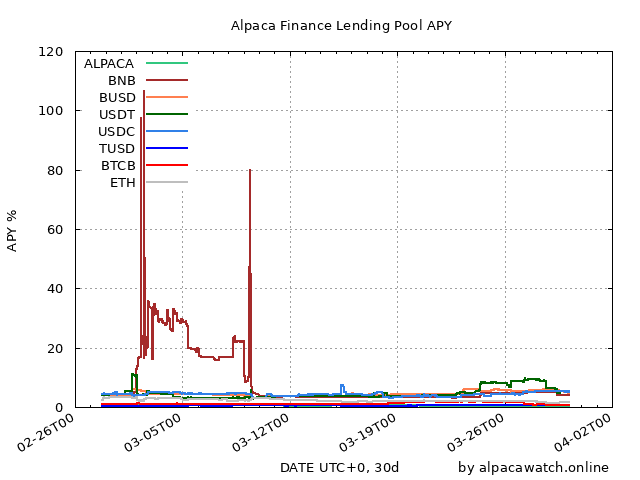 Alpaca Finance Lending Pool APY
120
100
80
60
40
20
0
APY %
ALPACA
BNB
BUSD
USDT
USDC
TUSD
BTCB
ETH
02-26T00
03-05T00
03-12T00
03-19T00
03-26T00
04-02T00
DATE UTC+0, 30d
by alpacawatch.online